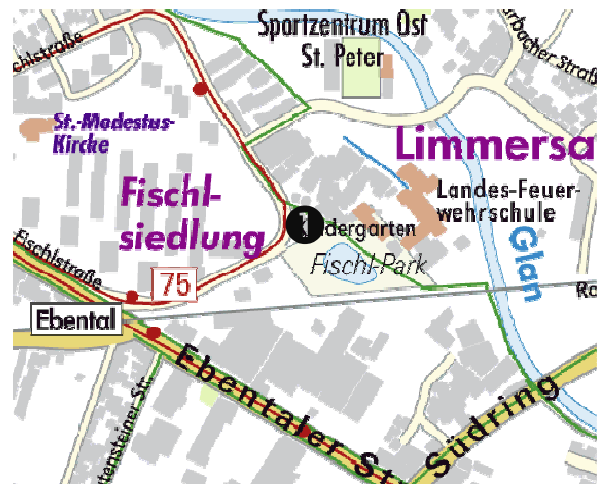 Sportzentrum Ost
St. Peter
St.-Modestus-
Kirche
Limmersa
Fischl-
siedlung
Landes-Feuer-
wehrschule
dergarten
Fischl-Park
Glan
Fischlstraße
75
Ebental
Ebentaler St
Südring